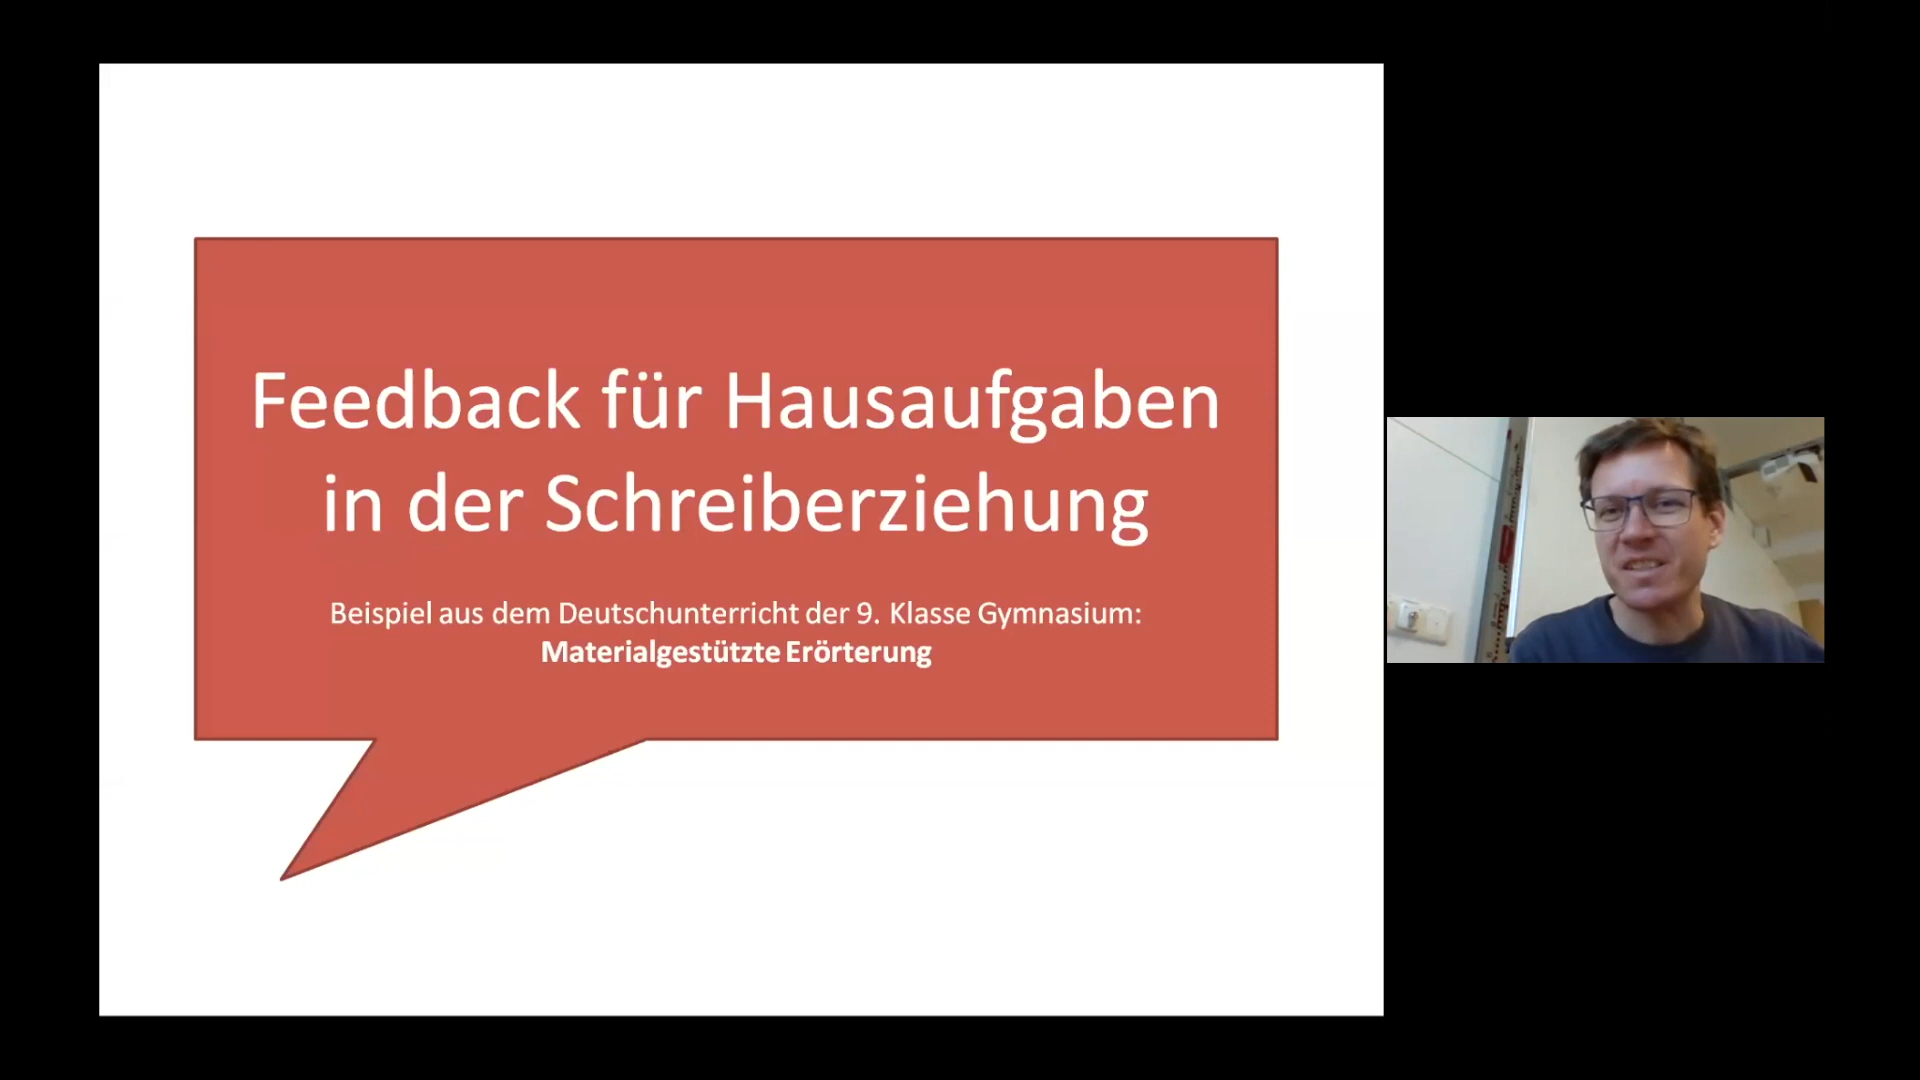 Feedback für Hausaufgaben
in der Schreiberziehung
Beispiel aus dem Deutschunterricht der 9. Klasse Gymnasium:
Materialgestützte Erörterung